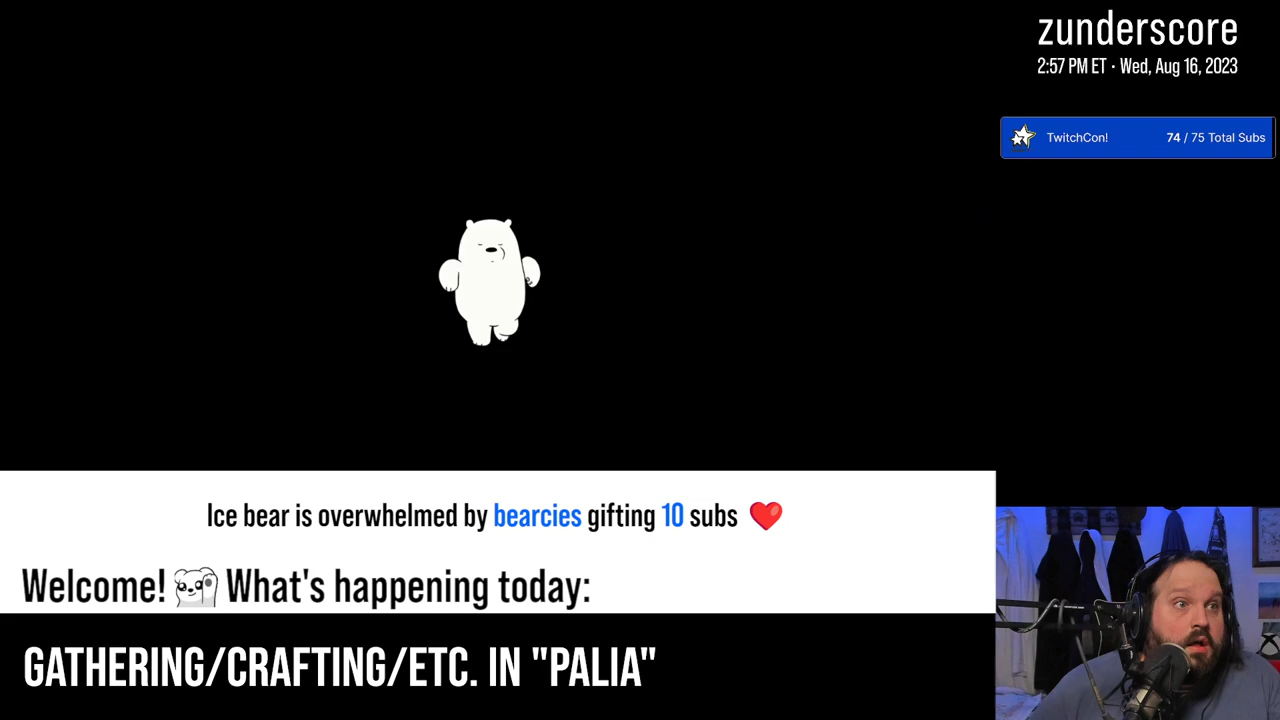 zunderscore
2:57 PM ET · Wed, Aug 16, 2023
TwitchCon! 74 / 75 Total Subs
Ice bear is overwhelmed by bearcies gifting 10 subs ❤️
Welcome! What's happening today:
GATHERING/CRAFTING/ETC. IN "PALIA"